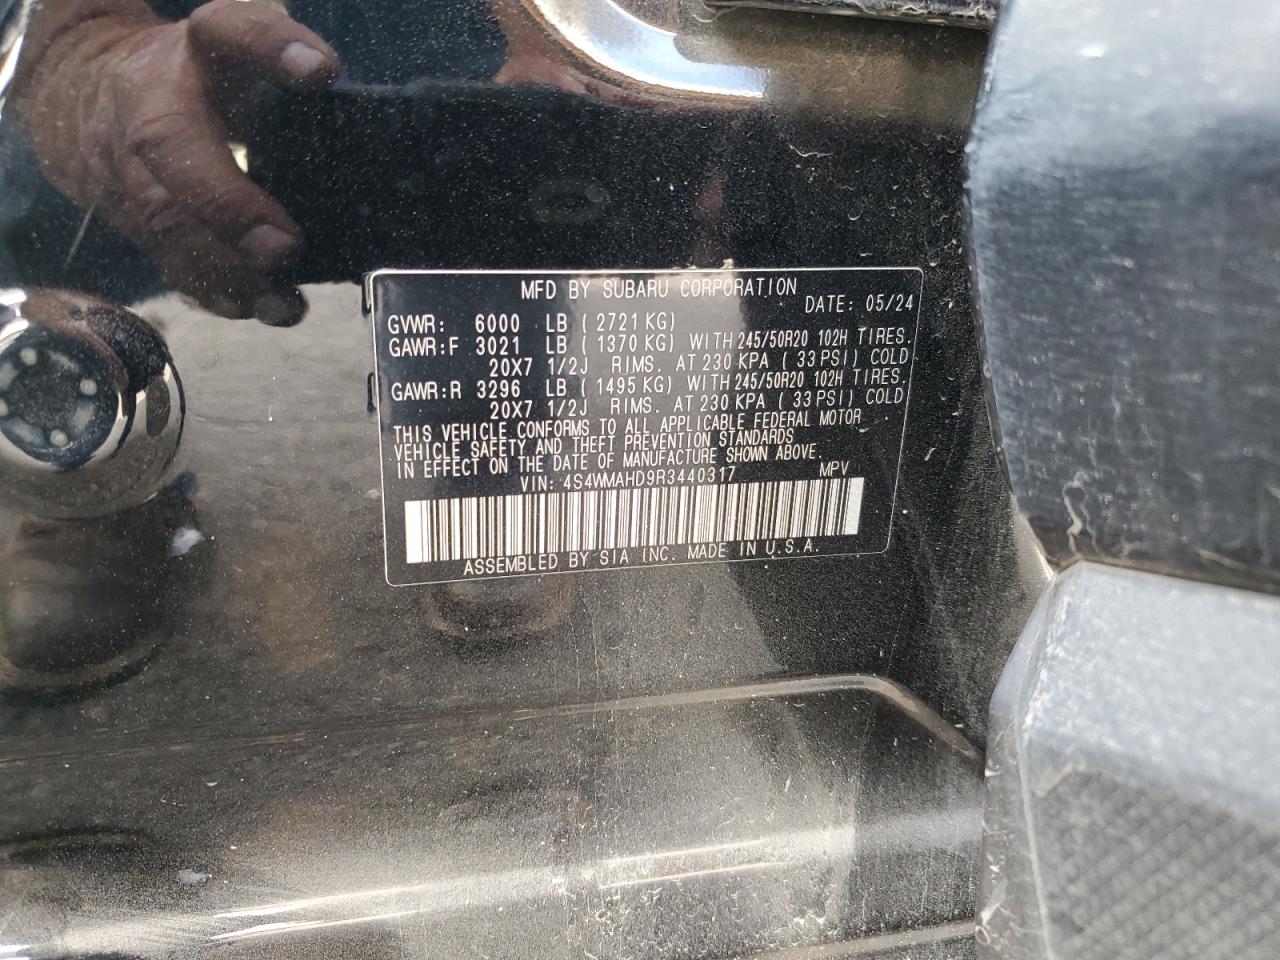 MFD BY SUBARU CORPORATION
DATE: 05/24
GVWR: 6000 LB ( 2721 KG)
GAWR:F 3021 LB ( 1370 KG) WITH 245/50R20 102H TIRES.
20X7 1/2J RIMS. AT 230 KPA ( 33 PSI) COLD
GAWR:R 3296 LB ( 1495 KG) WITH 245/50R20 102H TIRES.
20X7 1/2J RIMS. AT 230 KPA ( 33 PSI) COLD
THIS VEHICLE CONFORMS TO ALL APPLICABLE FEDERAL MOTOR
VEHICLE SAFETY AND THEFT PREVENTION STANDARDS
IN EFFECT ON THE DATE OF MANUFACTURE SHOWN ABOVE.
VIN: 4S4WMAHD9R3440317 MPV
ASSEMBLED BY SIA INC. MADE IN U.S.A.